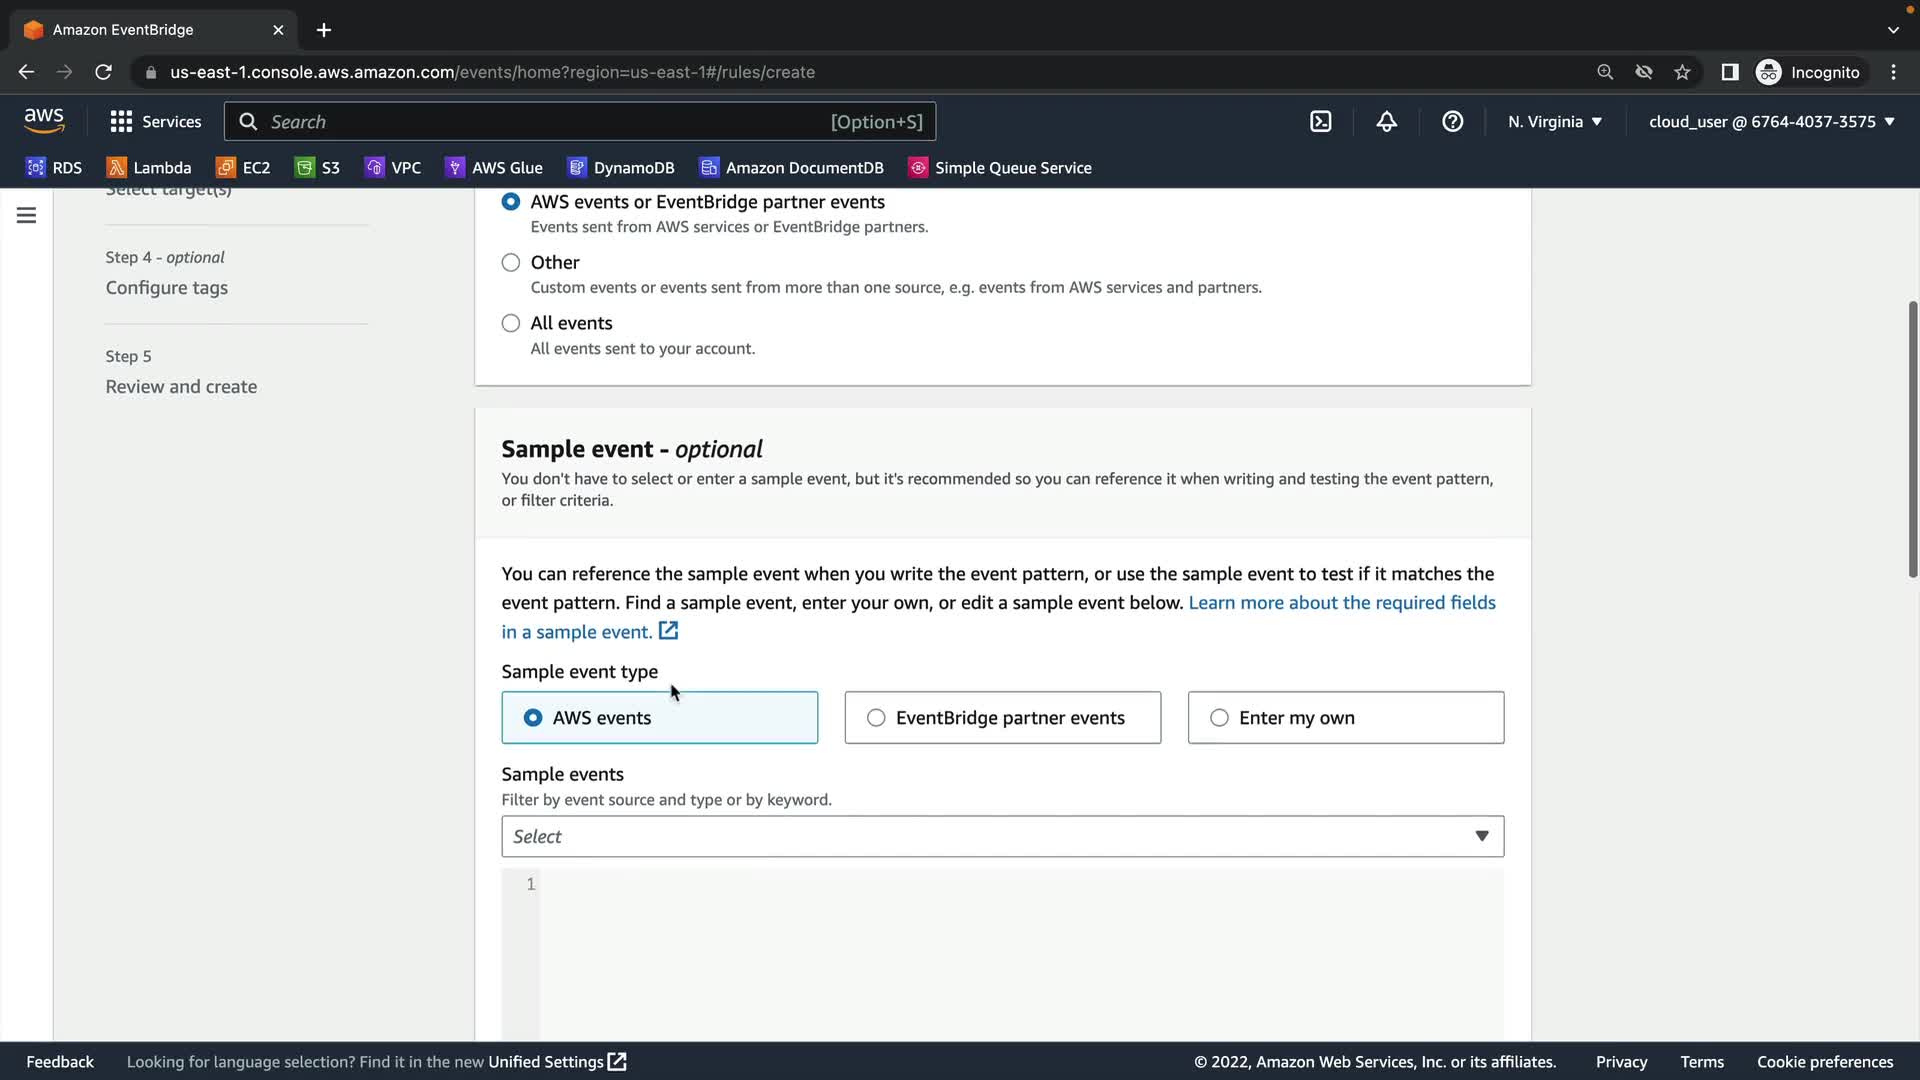 Amazon EventBridge
us-east-1.console.aws.amazon.com/events/home?region=us-east-1#/rules/create
Incognito
aws
Services
Search
[Option+S]
N. Virginia
cloud_user @ 6764-4037-3575
RDS
Lambda
EC2
S3
VPC
AWS Glue
DynamoDB
Amazon DocumentDB
Simple Queue Service
Select target(s)
Step 4 - optional
Configure tags
Step 5
Review and create
AWS events or EventBridge partner events
Events sent from AWS services or EventBridge partners.
Other
Custom events or events sent from more than one source, e.g. events from AWS services and partners.
All events
All events sent to your account.
Sample event - optional
You don't have to select or enter a sample event, but it's recommended so you can reference it when writing and testing the event pattern,
or filter criteria.
You can reference the sample event when you write the event pattern, or use the sample event to test if it matches the
event pattern. Find a sample event, enter your own, or edit a sample event below. Learn more about the required fields
in a sample event.
Sample event type
AWS events
EventBridge partner events
Enter my own
Sample events
Filter by event source and type or by keyword.
Select
1
Feedback
Looking for language selection? Find it in the new Unified Settings
© 2022, Amazon Web Services, Inc. or its affiliates.
Privacy
Terms
Cookie preferences